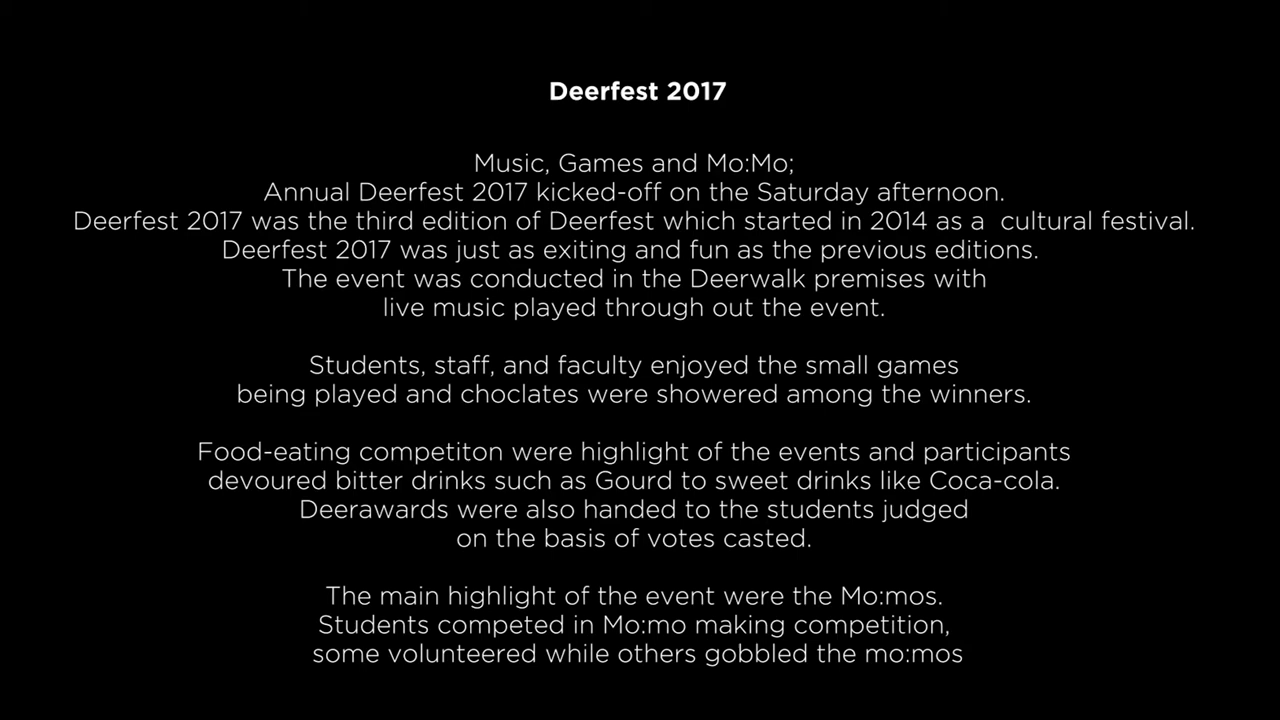 Deerfest 2017
Music, Games and Mo:Mo;
Annual Deerfest 2017 kicked-off on the Saturday afternoon.
Deerfest 2017 was the third edition of Deerfest which started in 2014 as a  cultural festival.
Deerfest 2017 was just as exiting and fun as the previous editions.
The event was conducted in the Deerwalk premises with
live music played through out the event.
Students, staff, and faculty enjoyed the small games
being played and choclates were showered among the winners.
Food-eating competiton were highlight of the events and participants
devoured bitter drinks such as Gourd to sweet drinks like Coca-cola.
Deerawards were also handed to the students judged
on the basis of votes casted.
The main highlight of the event were the Mo:mos.
Students competed in Mo:mo making competition,
some volunteered while others gobbled the mo:mos